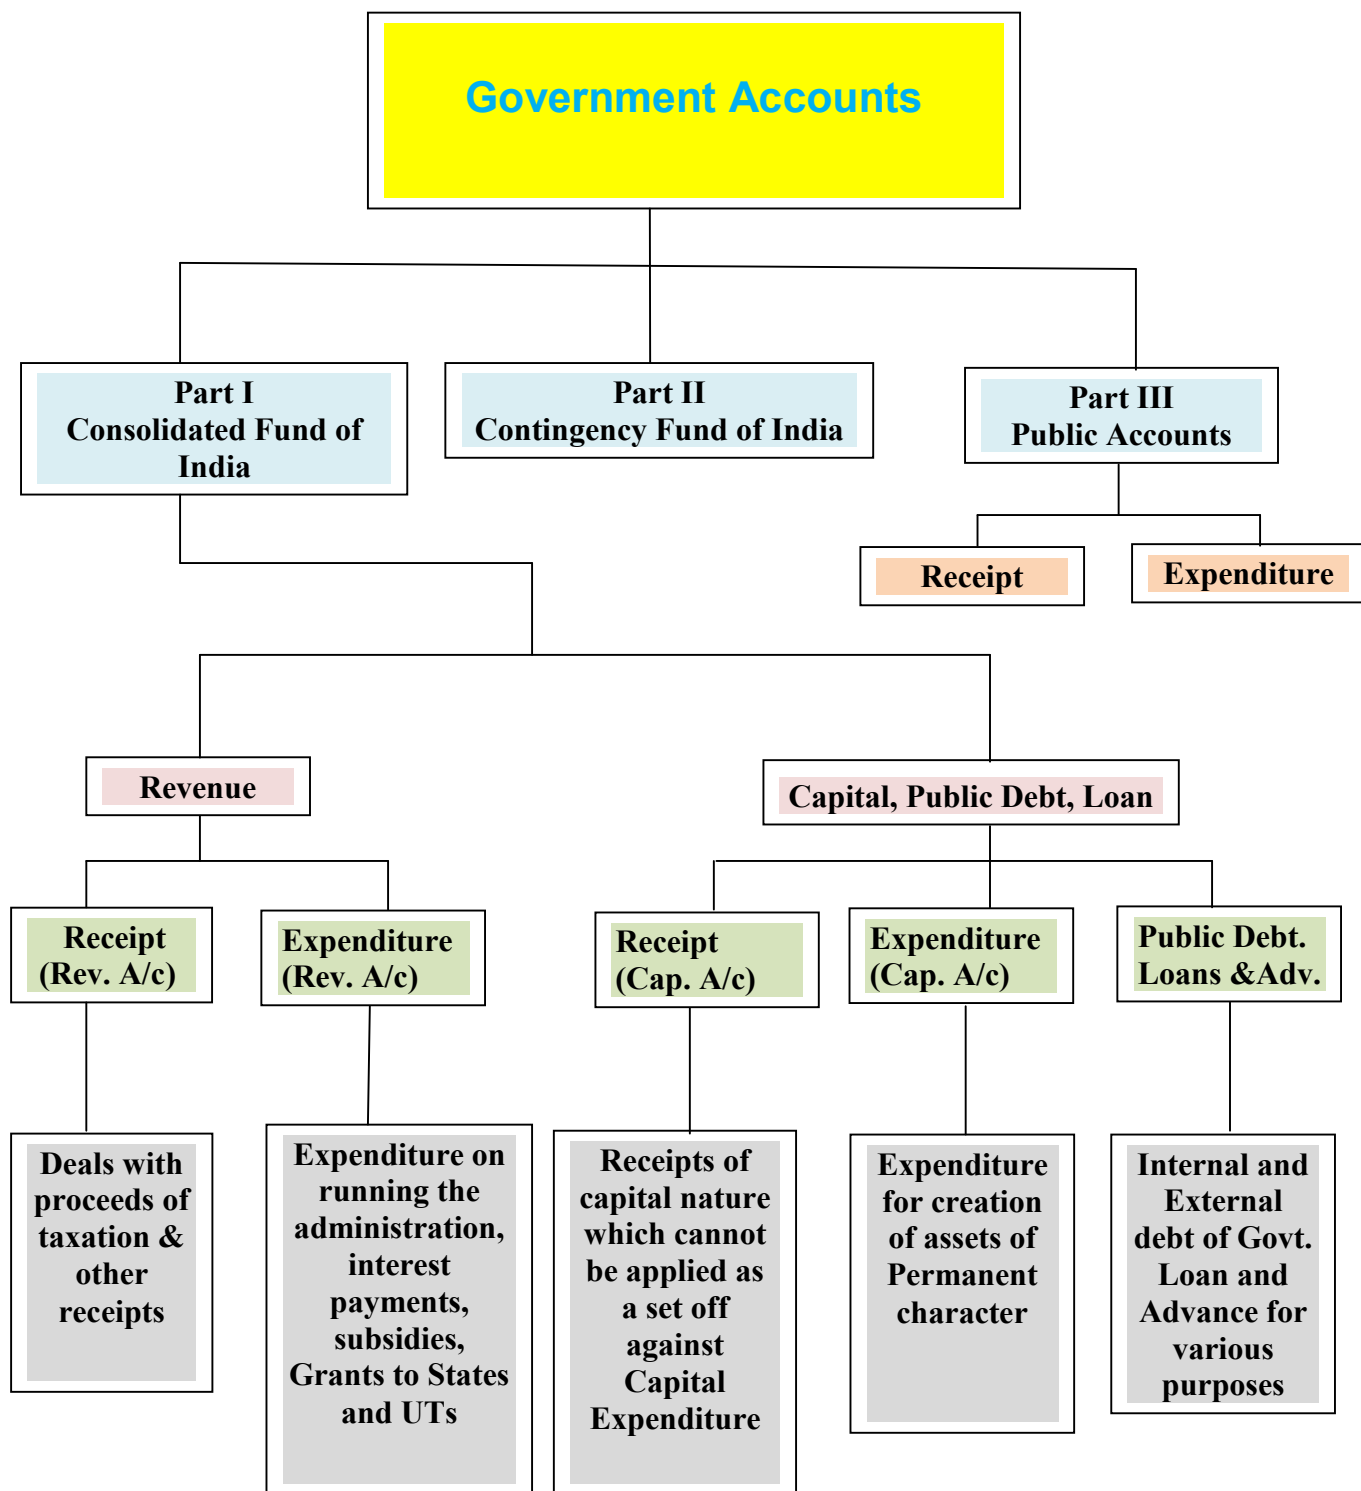 Government Accounts
Part I
Consolidated Fund of
India
Part II
Contingency Fund of India
Part III
Public Accounts
Receipt
Expenditure
Revenue
Capital, Public Debt, Loan
Receipt
(Rev. A/c)
Expenditure
(Rev. A/c)
Receipt
(Cap. A/c)
Expenditure
(Cap. A/c)
Public Debt.
Loans &Adv.
Deals with
proceeds of
taxation &
other
receipts
Expenditure on
running the
administration,
interest
payments,
subsidies,
Grants to States
and UTs
Receipts of
capital nature
which cannot
be applied as
a set off
against
Capital
Expenditure
Expenditure
for creation
of assets of
Permanent
character
Internal and
External
debt of Govt.
Loan and
Advance for
various
purposes